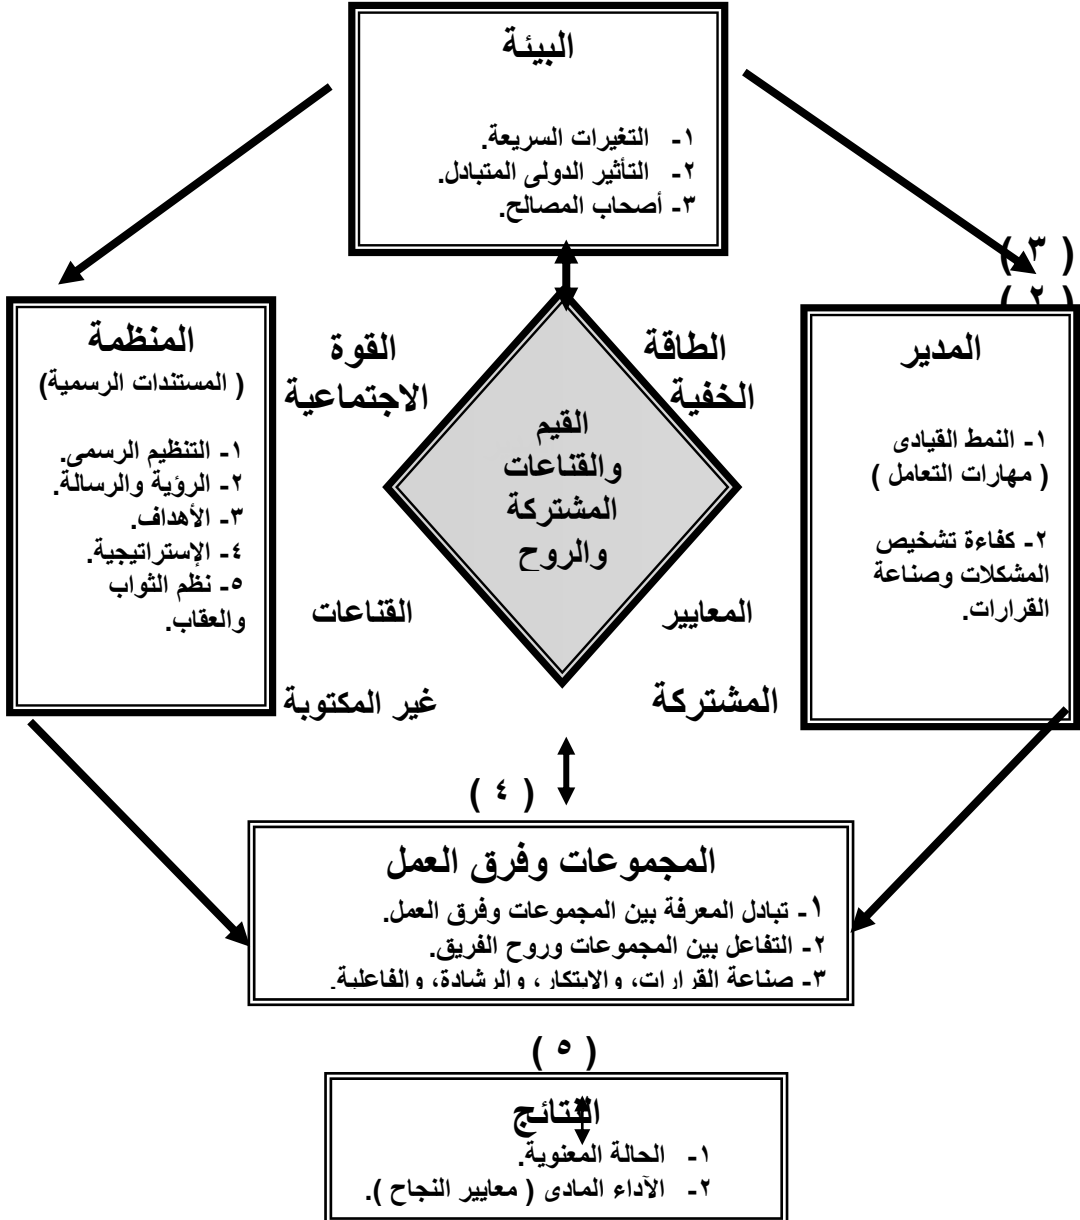 البيئة
١- التغيرات السريعة.
٢- التأثير الدولى المتبادل.
٣- أصحاب المصالح.
( ٣ )
( ٢ )
المدير
١- النمط القيادى
( مهارات التعامل )
٢- كفاءة تشخيص
المشكلات وصناعة
القرارات.
الطاقة
الخفية
القوة
الاجتماعية
القيم
والقناعات
المشتركة
والروح
المعايير
المشتركة
القناعات
غير المكتوبة
المنظمة
( المستندات الرسمية)
١- التنظيم الرسمى.
٢- الرؤية والرسالة.
٣- الأهداف.
٤- الإستراتيجية.
٥- نظم الثواب
والعقاب.
( ٤ )
المجموعات وفرق العمل
١- تبادل المعرفة بين المجموعات وفرق العمل.
٢- التفاعل بين المجموعات وروح الفريق.
٣- صناعة القرارات، والابتكار، والرشادة، والفاعلية.
( ٥ )
النتائج
١- الحالة المعنوية.
٢- الآداء المادى ( معايير النجاح ).